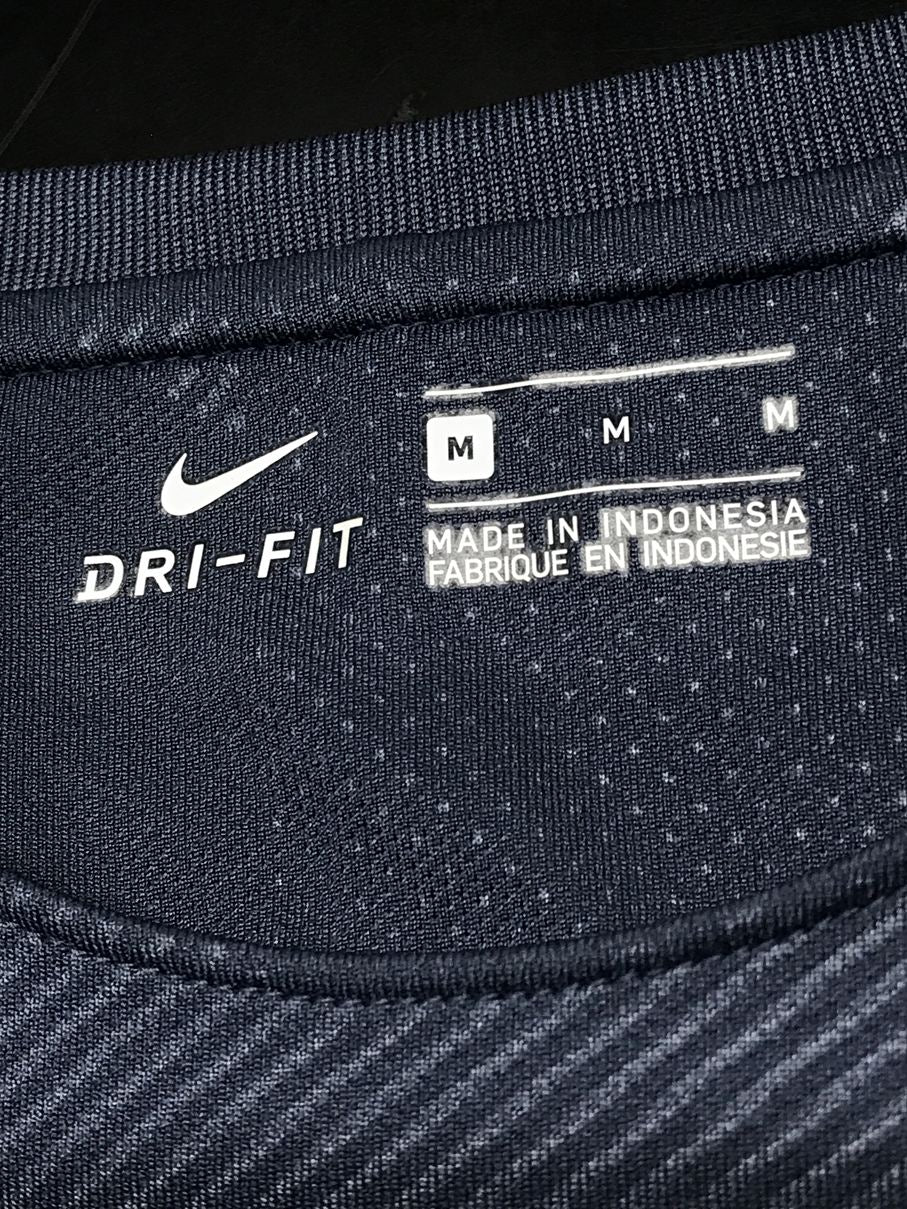 DRI-FIT
M M M
MADE IN INDONESIA
FABRIQUE EN INDONESIE